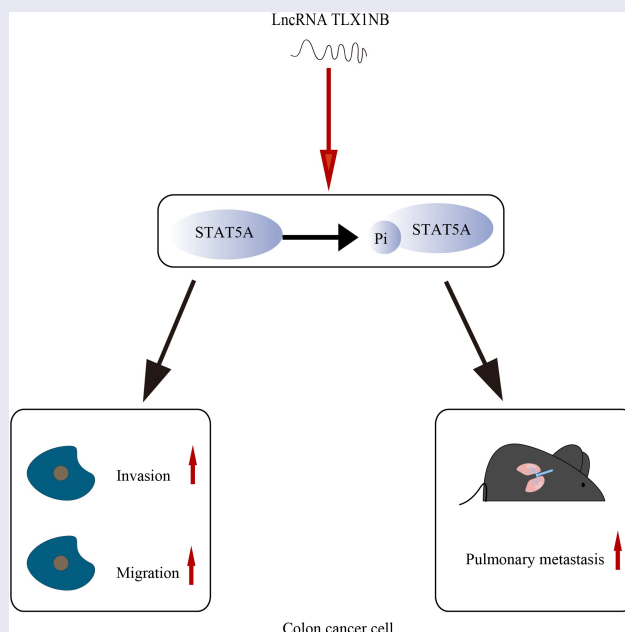 LncRNA TLX1NB
STAT5A
Pi
STAT5A
Invasion
Migration
Pulmonary metastasis
Colon cancer cell